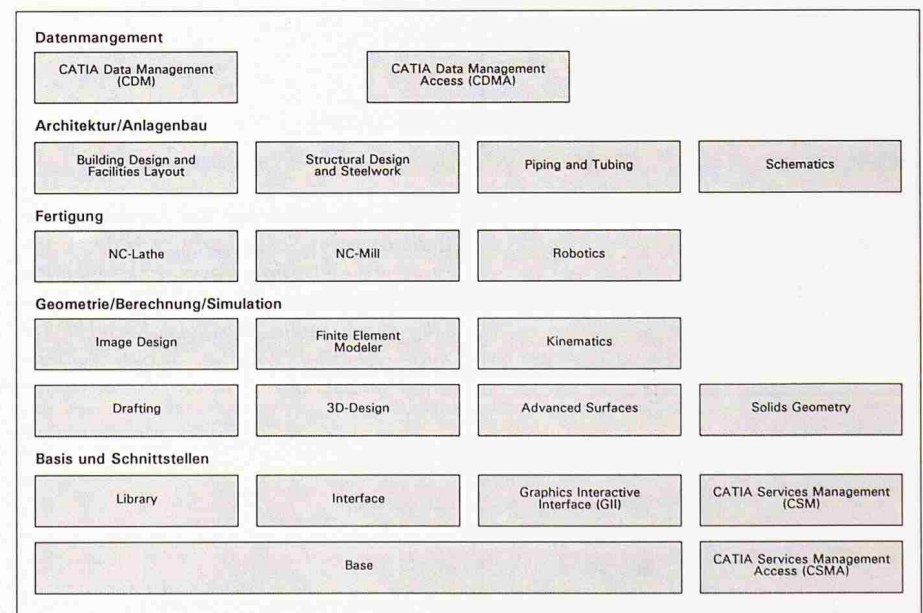 Datenmangement
CATIA Data Management
(CDM)
CATIA Data Management
Access (CDMA)
Architektur/Anlagenbau
Building Design and
Facilities Layout
Structural Design
and Steelwork
Piping and Tubing
Schematics
Fertigung
NC-Lathe
NC-Mill
Robotics
Geometrie/Berechnung/Simulation
Image Design
Finite Element
Modeler
Kinematics
Drafting
3D-Design
Advanced Surfaces
Solids Geometry
Basis und Schnittstellen
Library
Interface
Graphics Interactive
Interface (GII)
CATIA Services Management
(CSM)
Base
CATIA Services Management
Access (CSMA)